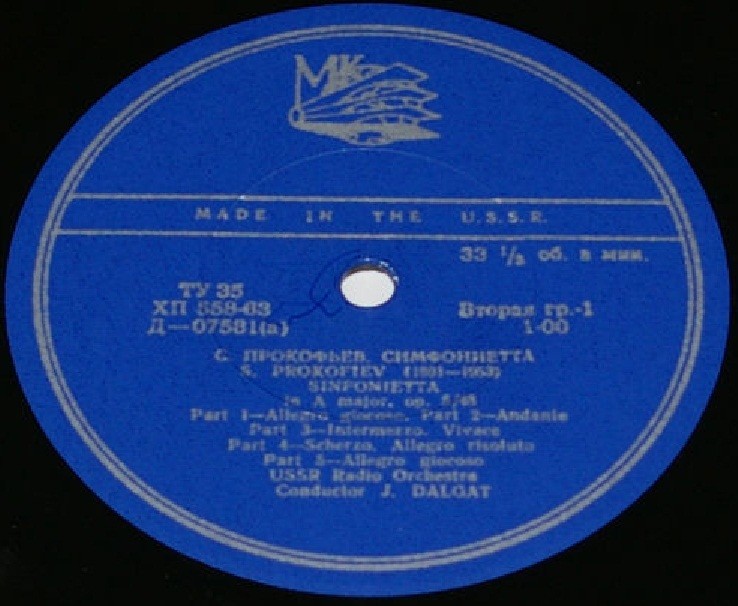 МК
MADE IN THE U.S.S.R.
33 ⅓ об. в мин.
ТУ 35
ХП 558-63
Д—07581(а)
Вторая гр.-1
1-00
С. ПРОКОФЬЕВ. СИМФОНИЕТТА
S. PROKOFIEV (1891—1953)
SINFONIETTA
in A major, op. 5/48
Part 1—Allegro giocoso. Part 2—Andante
Part 3—Intermezzo. Vivace
Part 4—Scherzo. Allegro risoluto
Part 5—Allegro giocoso
USSR Radio Orchestra
Conductor J. DALGAT